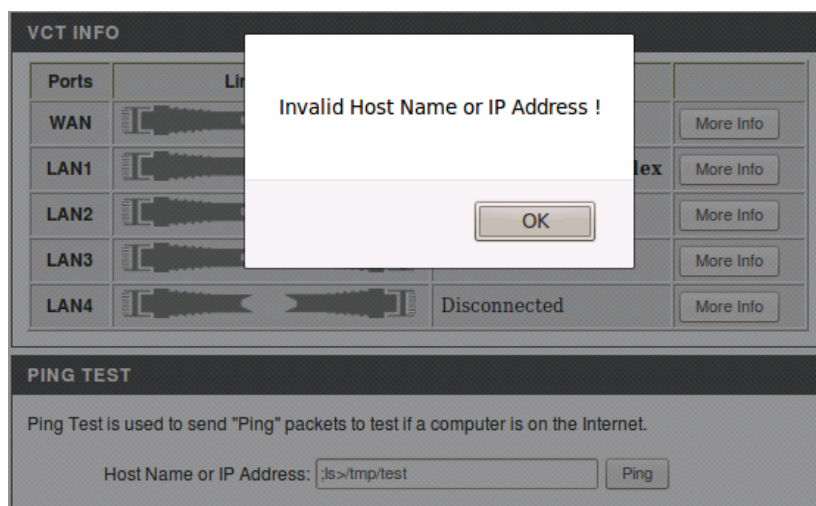 VCT INFO
Ports Lin
Invalid Host Name or IP Address !
WAN More Info
LAN1 lex More Info
LAN2 More Info
OK
LAN3 More Info
LAN4 Disconnected More Info
PING TEST
Ping Test is used to send "Ping" packets to test if a computer is on the Internet.
Host Name or IP Address: ;ls>/tmp/test Ping